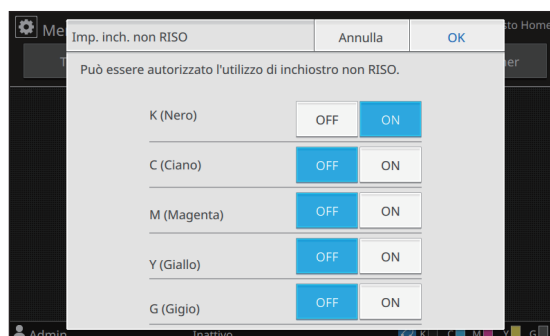 Imp. inch. non RISO
Annulla
OK
Può essere autorizzato l'utilizzo di inchiostro non RISO.
K (Nero)
OFF
ON
C (Ciano)
OFF
ON
M (Magenta)
OFF
ON
Y (Giallo)
OFF
ON
G (Gigio)
OFF
ON
Admin
Inattivo
K
C
M
Y
G